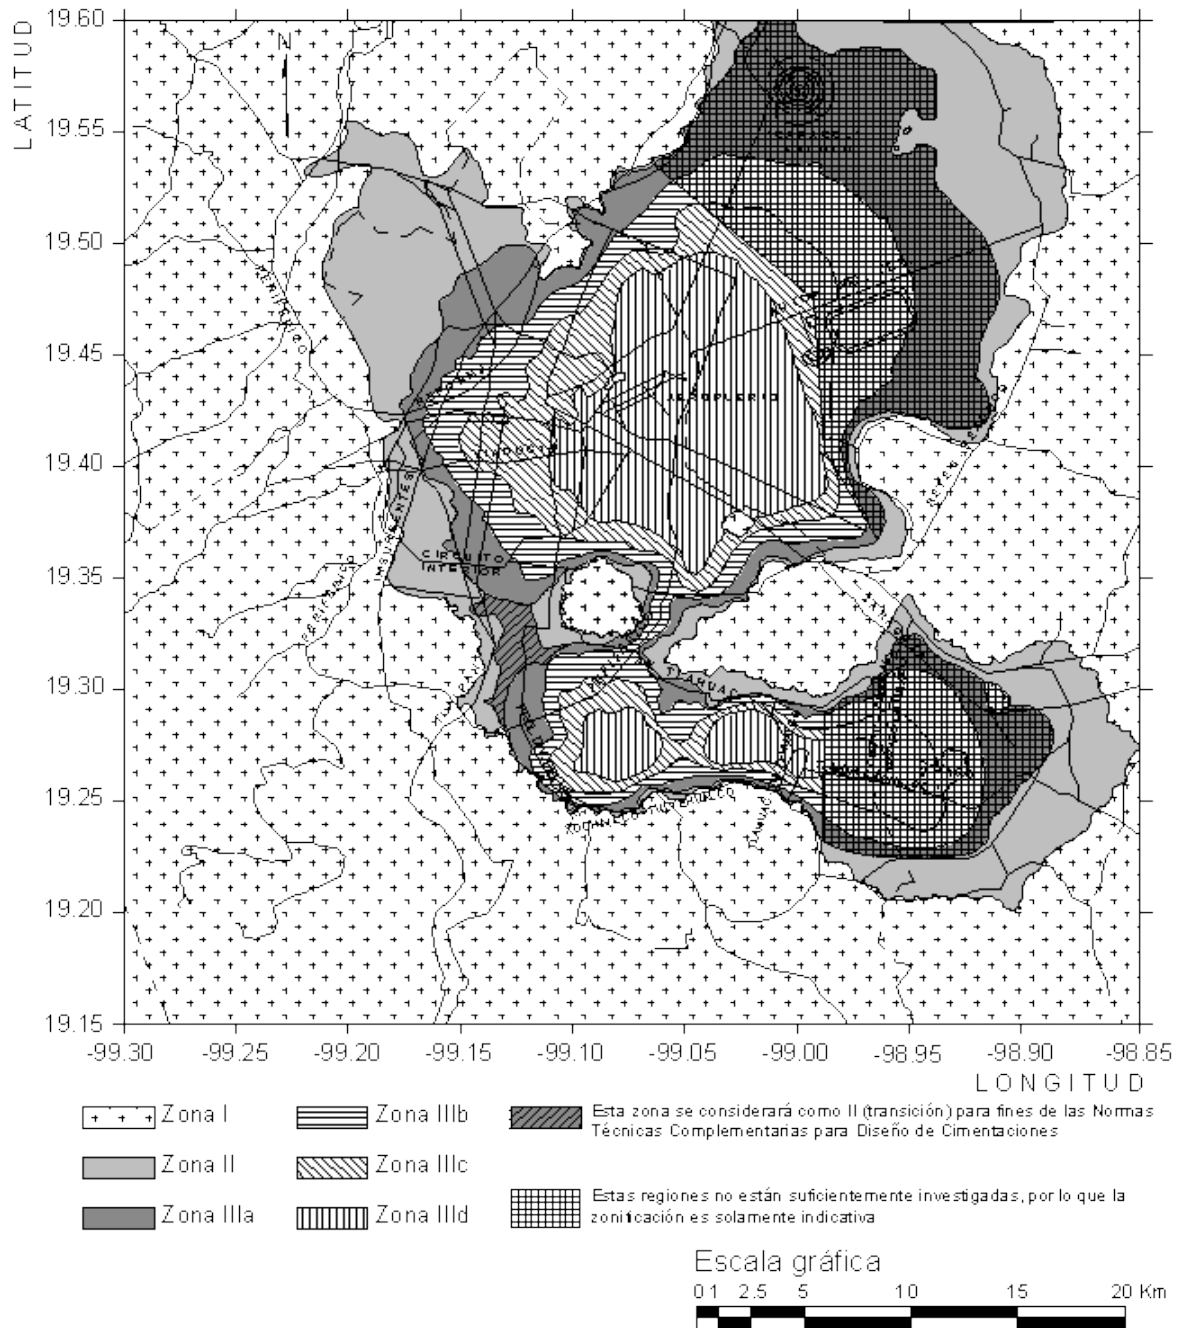 19.60
LATITUD
19.55
19.50
19.45
19.40
19.35
19.30
19.25
19.20
19.15
CIRCUITO
INTERIOR
INSURGENTES
TLAHUAC
-99.30 -99.25 -99.20 -99.15 -99.10 -99.05 -99.00 -98.95 -98.90 -98.85
LONGITUD
Zona I
Zona II
Zona IIIa
Zona IIIb
Zona IIIc
Zona IIId
Esta zona se considerará como II (transición) para fines de las Normas
Técnicas Complementarias para Diseño de Cimentaciones
Estas regiones no están suficientemente investigadas, por lo que la
zonificación es solamente indicativa
Escala gráfica
0 1 2.5 5 10 15 20 Km